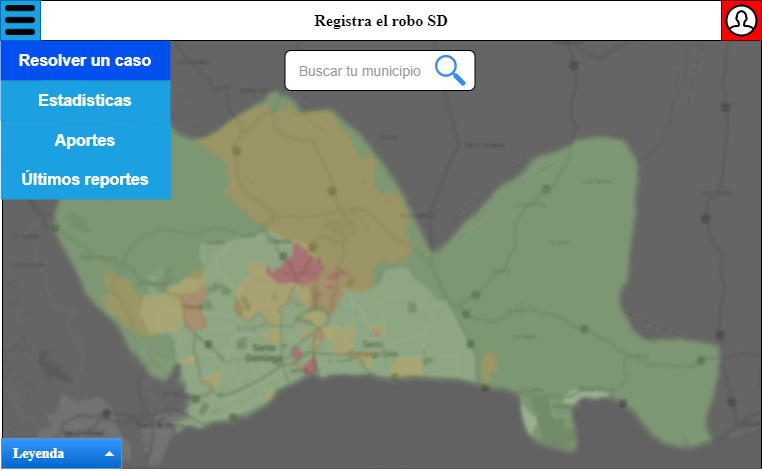 Registra el robo SD
Resolver un caso
Buscar tu municipio
Estadísticas
Aportes
Últimos reportes
Santo
Domingo
Santo
Domingo Este
Leyenda